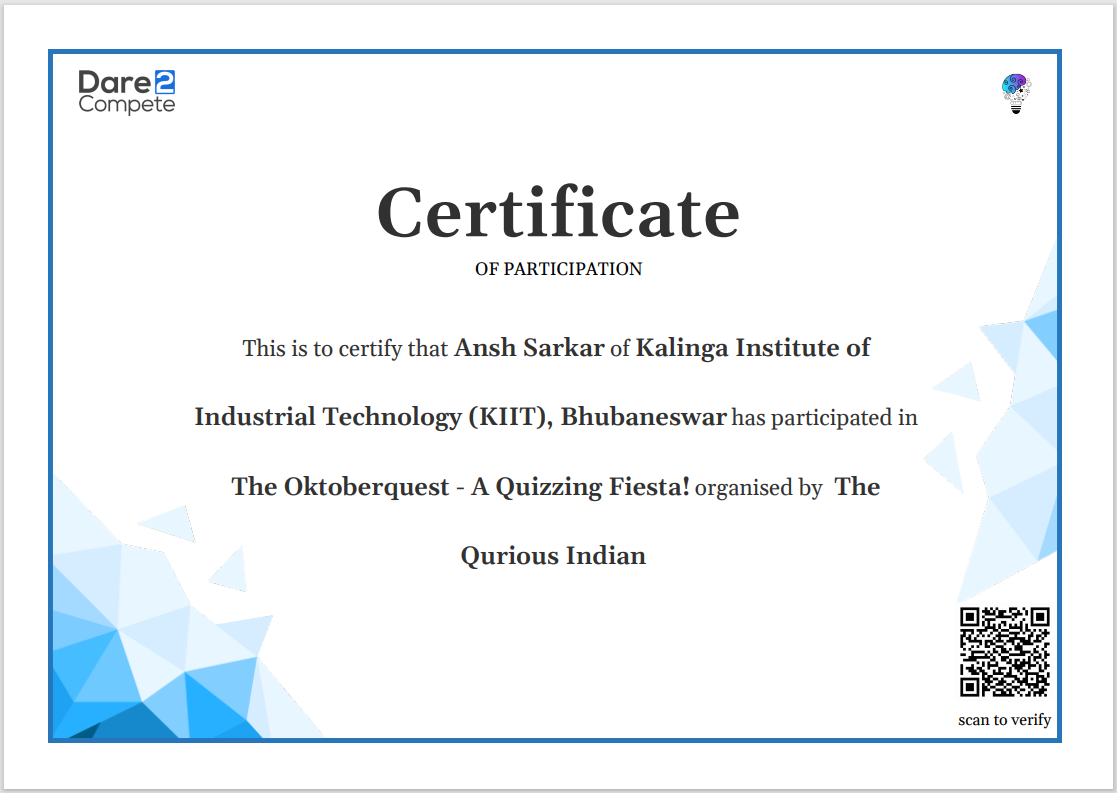 Dare2
Compete
Certificate
OF PARTICIPATION
This is to certify that Ansh Sarkar of Kalinga Institute of
Industrial Technology (KIIT), Bhubaneswar has participated in
The Oktoberquest - A Quizzing Fiesta! organised by The
Qurious Indian
scan to verify